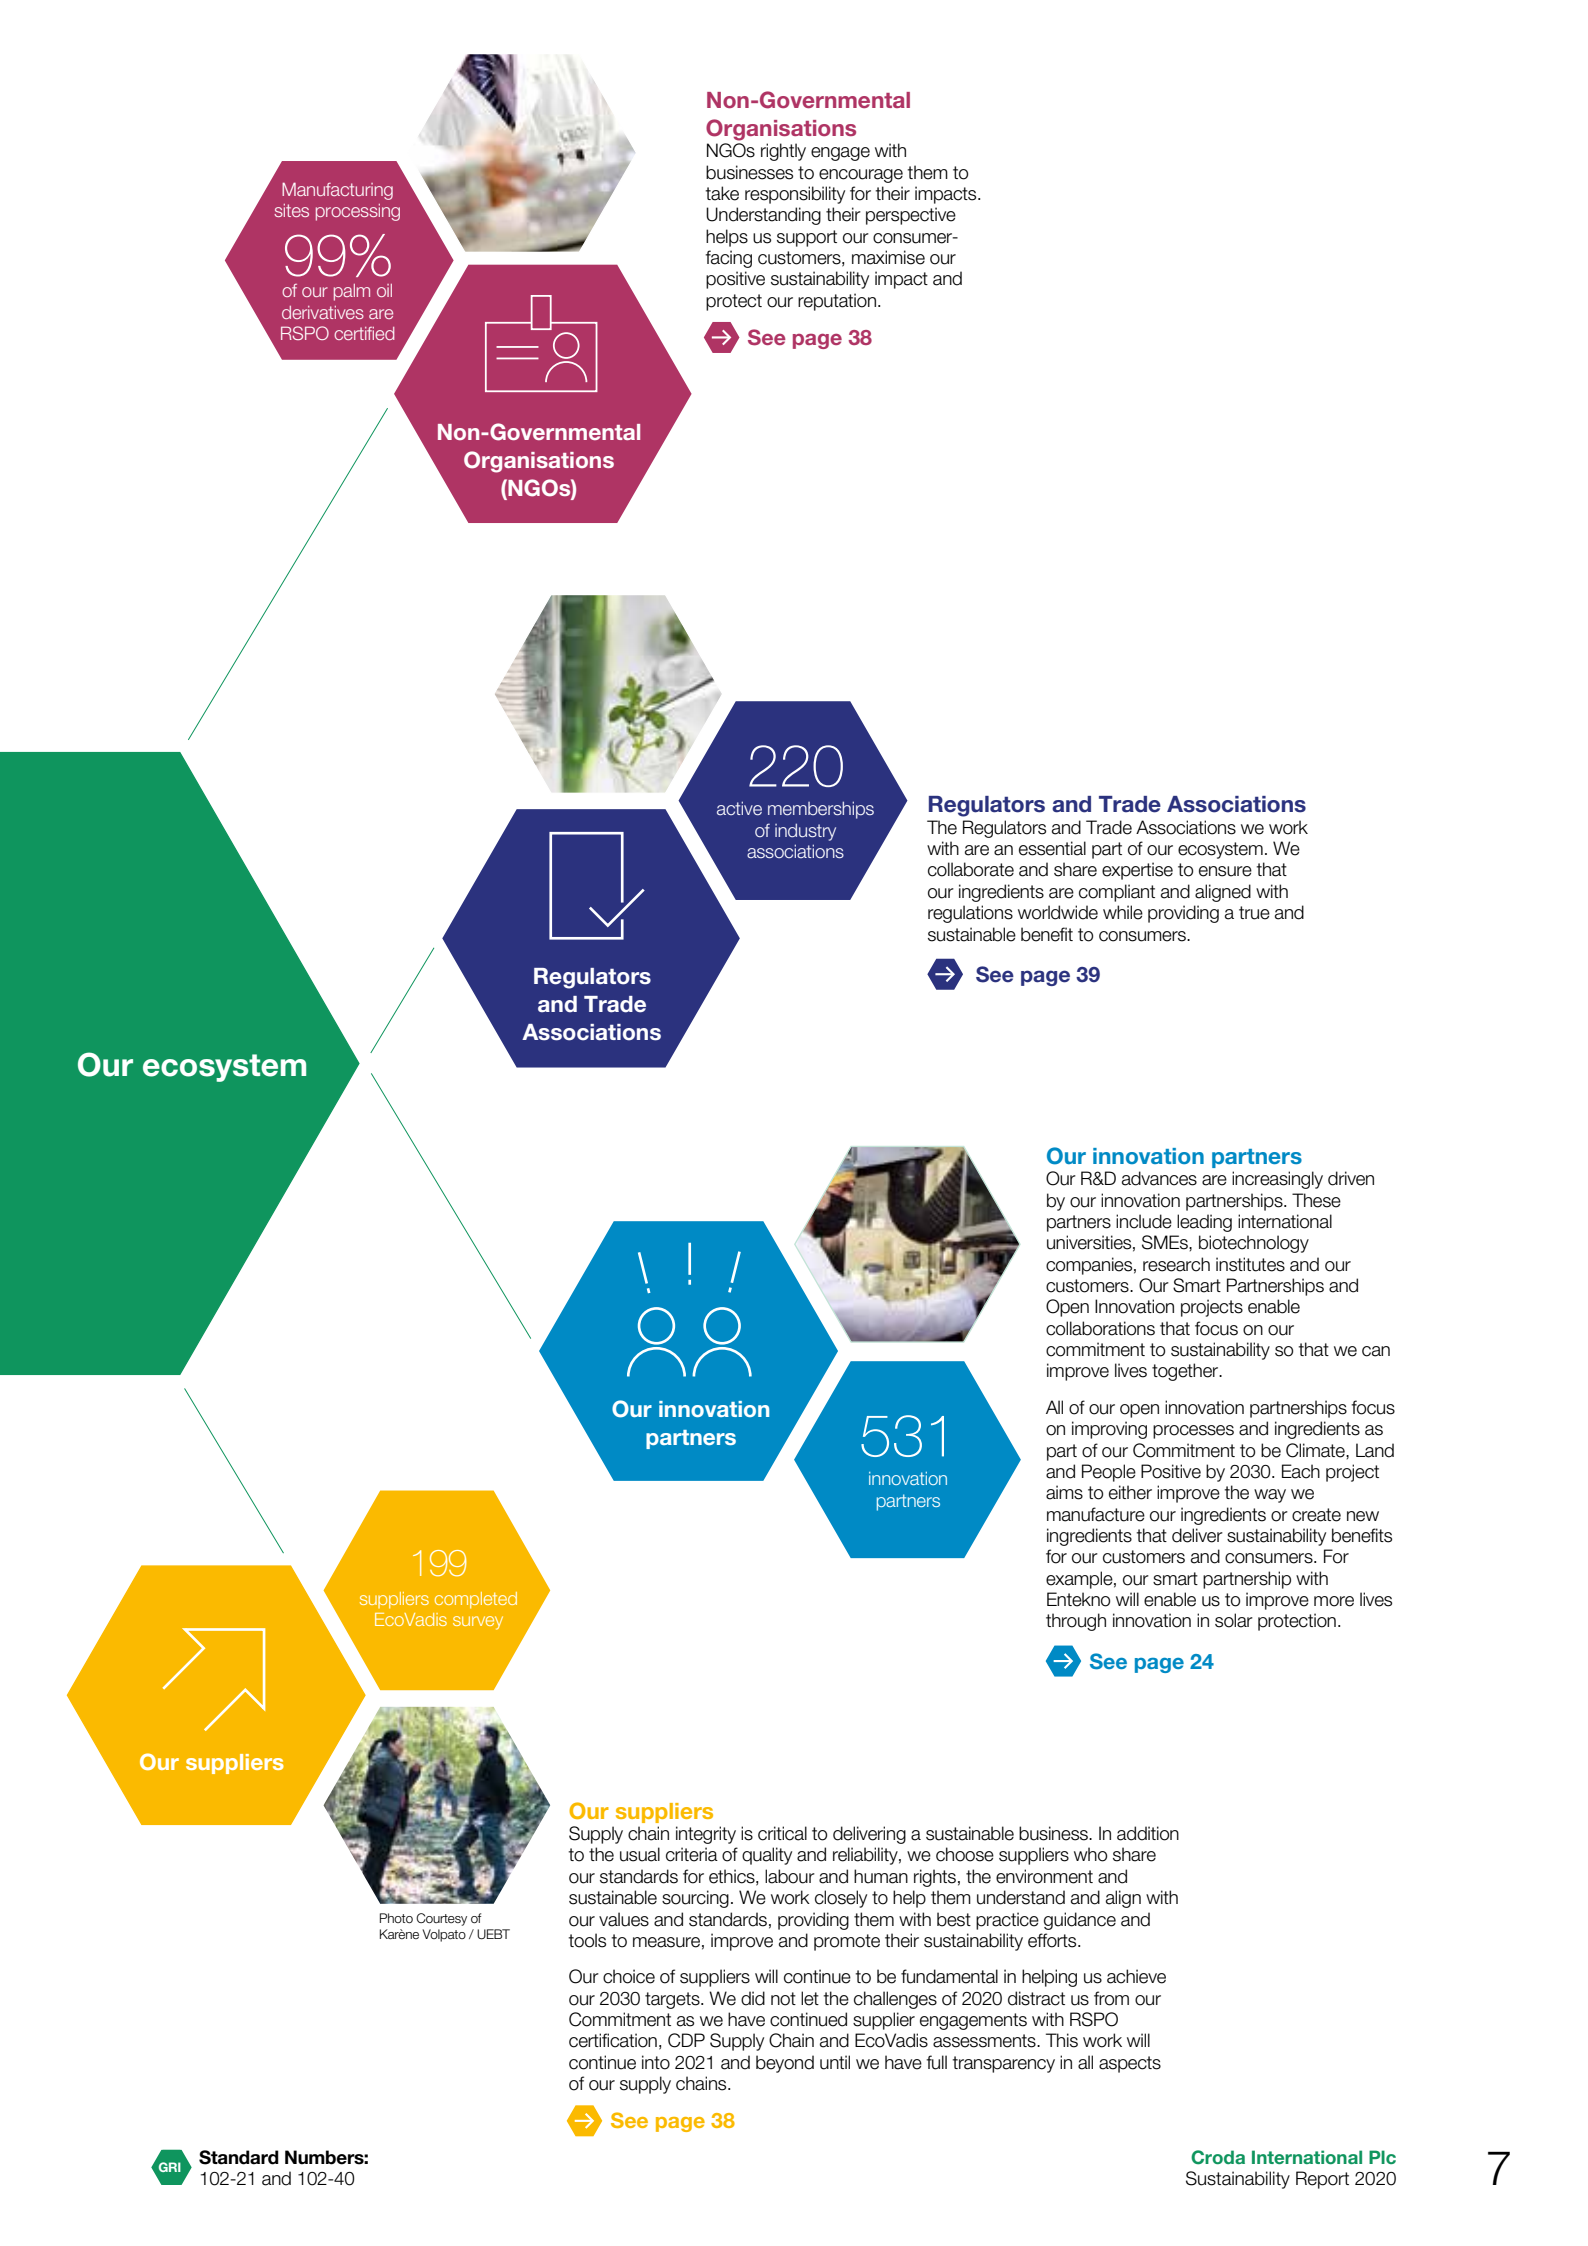 Non-Governmental
Organisations
NGOs rightly engage with
businesses to encourage them to
take responsibility for their impacts.
Understanding their perspective
helps us support our consumer-
facing customers, maximise our
positive sustainability impact and
protect our reputation.
See page 38
Manufacturing
sites processing
99%
of our palm oil
derivatives are
RSPO certified
Non-Governmental
Organisations
(NGOs)
220
active memberships
of industry
associations
Regulators
and Trade
Associations
Regulators and Trade Associations
The Regulators and Trade Associations we work
with are an essential part of our ecosystem. We
collaborate and share expertise to ensure that
our ingredients are compliant and aligned with
regulations worldwide while providing a true and
sustainable benefit to consumers.
See page 39
Our ecosystem
Our innovation
partners
531
innovation
partners
Our innovation partners
Our R&D advances are increasingly driven
by our innovation partnerships. These
partners include leading international
universities, SMEs, biotechnology
companies, research institutes and our
customers. Our Smart Partnerships and
Open Innovation projects enable
collaborations that focus on our
commitment to sustainability so that we can
improve lives together.
All of our open innovation partnerships focus
on improving processes and ingredients as
part of our Commitment to be Climate, Land
and People Positive by 2030. Each project
aims to either improve the way we
manufacture our ingredients or create new
ingredients that deliver sustainability benefits
for our customers and consumers. For
example, our smart partnership with
Entekno will enable us to improve more lives
through innovation in solar protection.
See page 24
199
suppliers completed
EcoVadis survey
Our suppliers
Photo Courtesy of
Karène Volpato / UEBT
Our suppliers
Supply chain integrity is critical to delivering a sustainable business. In addition
to the usual criteria of quality and reliability, we choose suppliers who share
our standards for ethics, labour and human rights, the environment and
sustainable sourcing. We work closely to help them understand and align with
our values and standards, providing them with best practice guidance and
tools to measure, improve and promote their sustainability efforts.
Our choice of suppliers will continue to be fundamental in helping us achieve
our 2030 targets. We did not let the challenges of 2020 distract us from our
Commitment as we have continued supplier engagements with RSPO
certification, CDP Supply Chain and EcoVadis assessments. This work will
continue into 2021 and beyond until we have full transparency in all aspects
of our supply chains.
See page 38
GRI
Standard Numbers:
102-21 and 102-40
Croda International Plc
Sustainability Report 2020
7